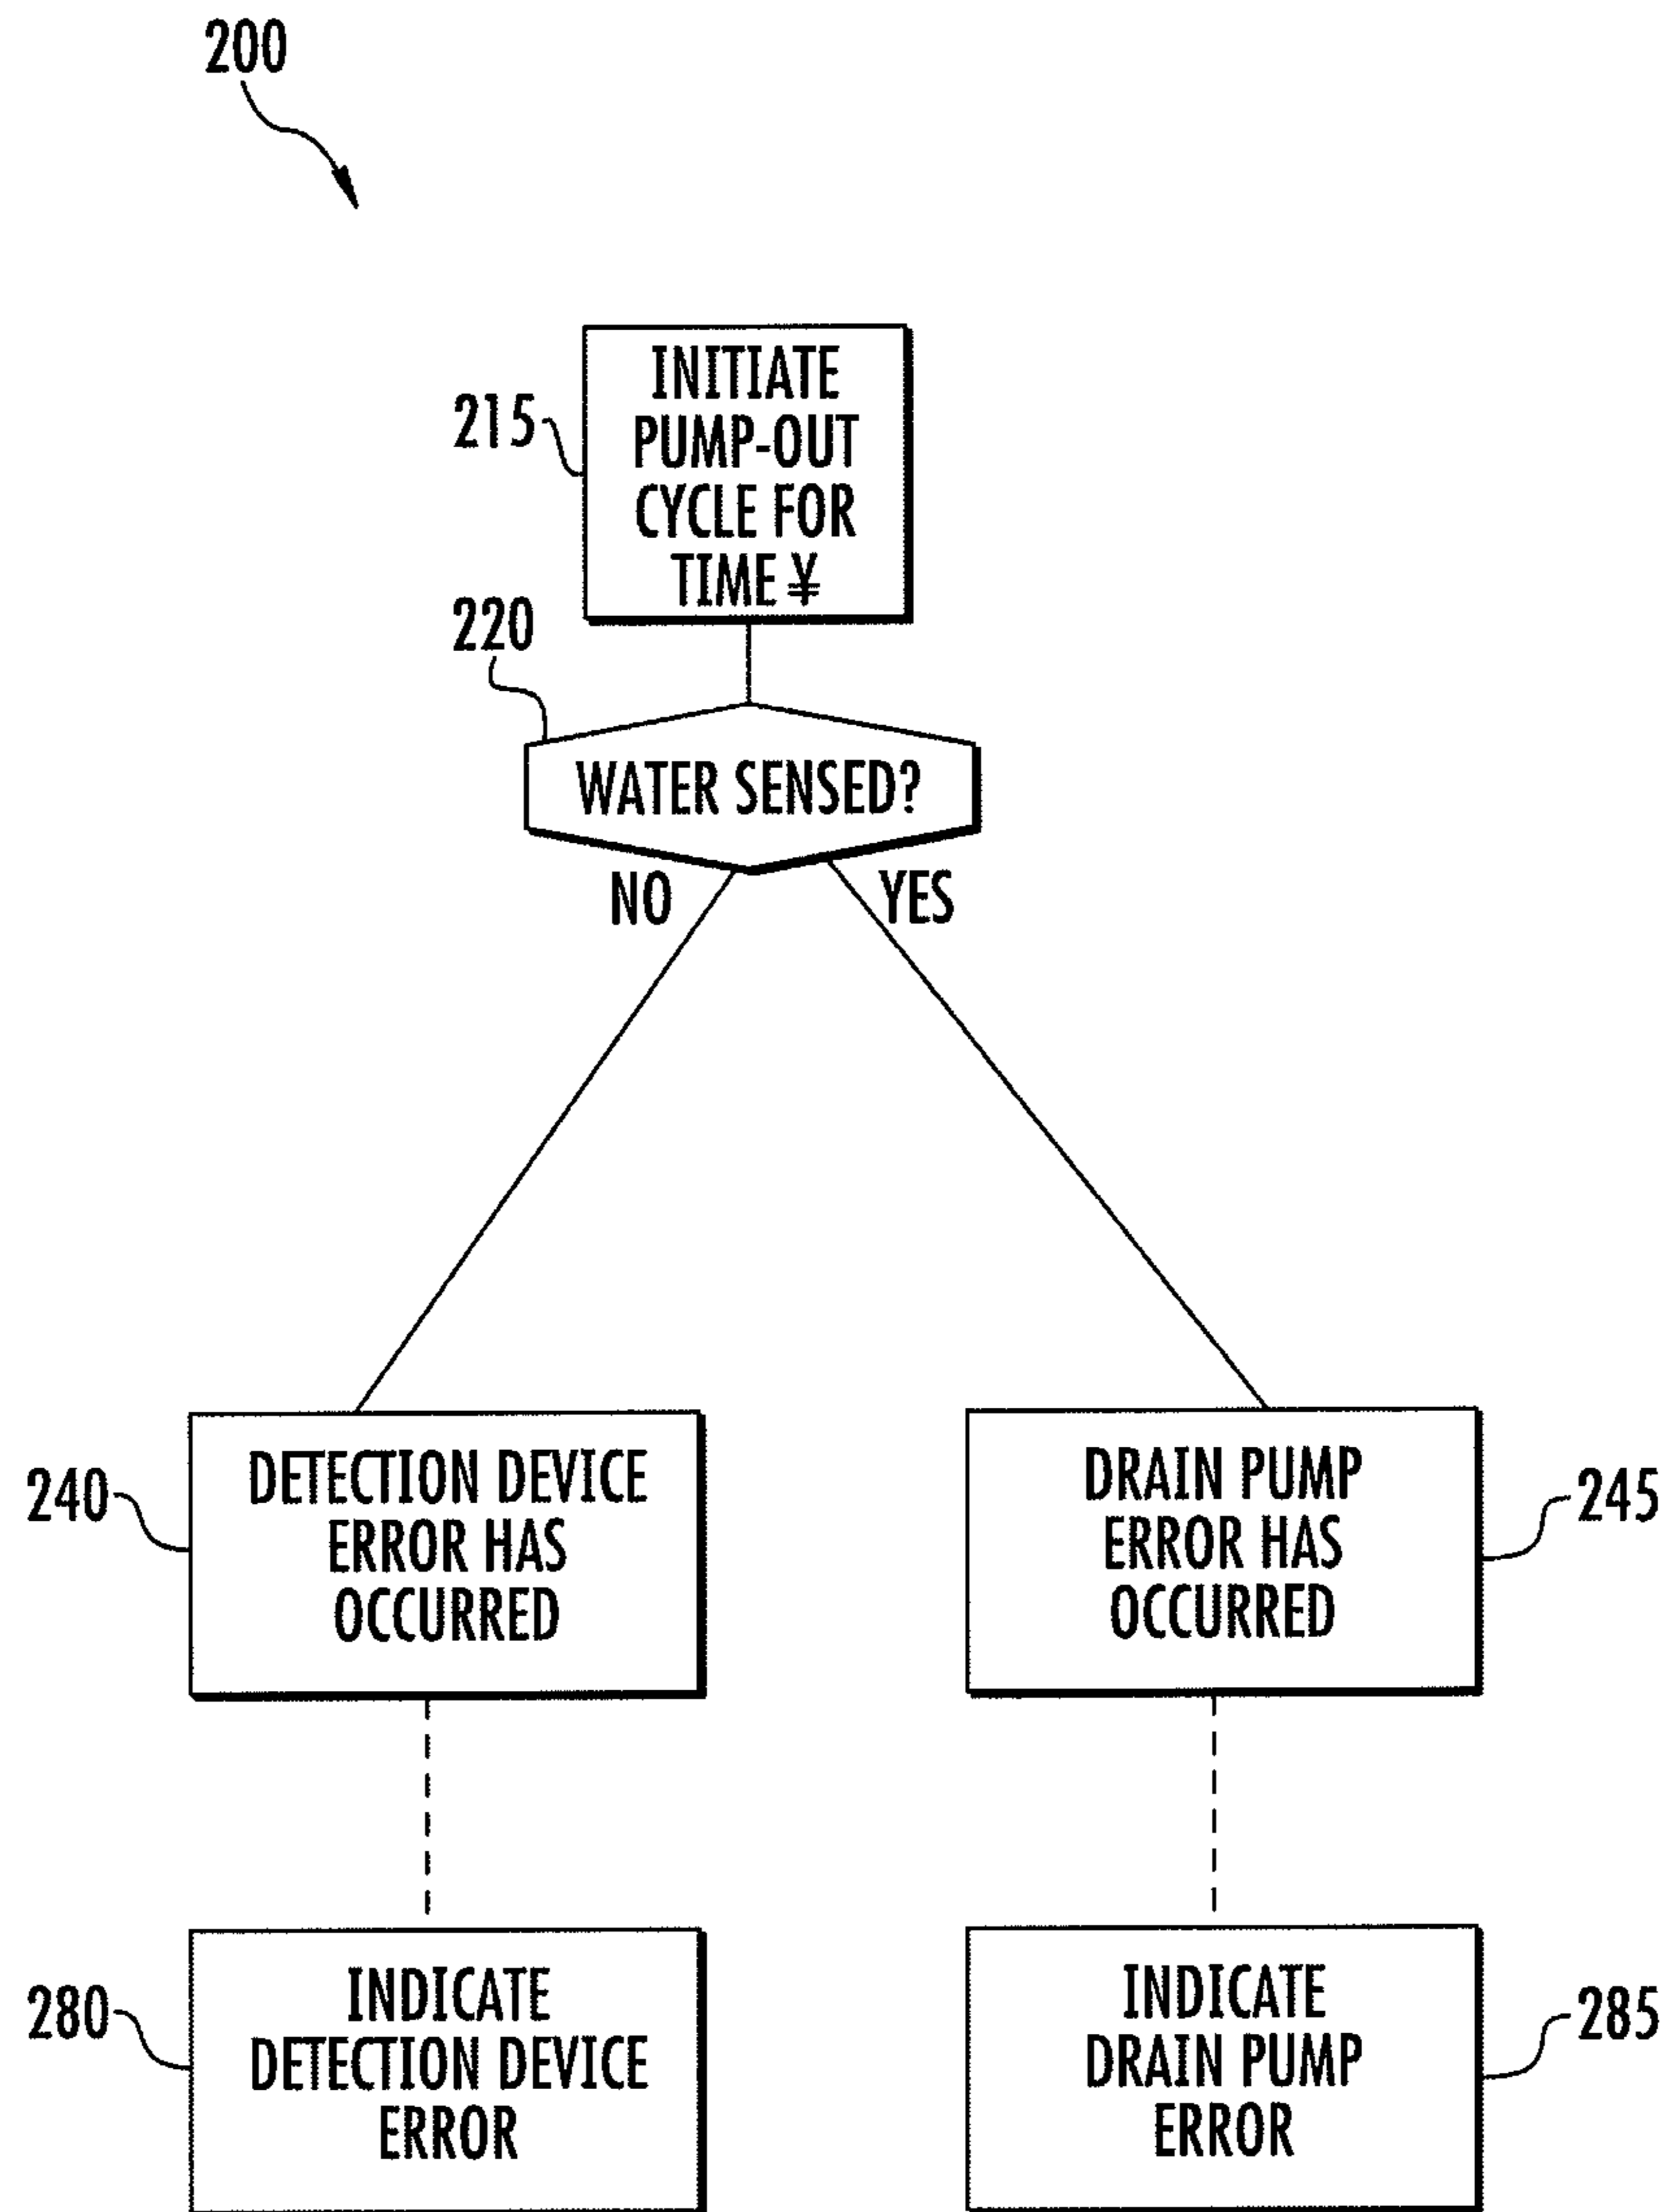 200
215
INITIATE
PUMP-OUT
CYCLE FOR
TIME ¥
220
WATER SENSED?
NO
YES
240
DETECTION DEVICE
ERROR HAS
OCCURRED
DRAIN PUMP
ERROR HAS
OCCURRED
245
280
INDICATE
DETECTION DEVICE
ERROR
INDICATE
DRAIN PUMP
ERROR
285